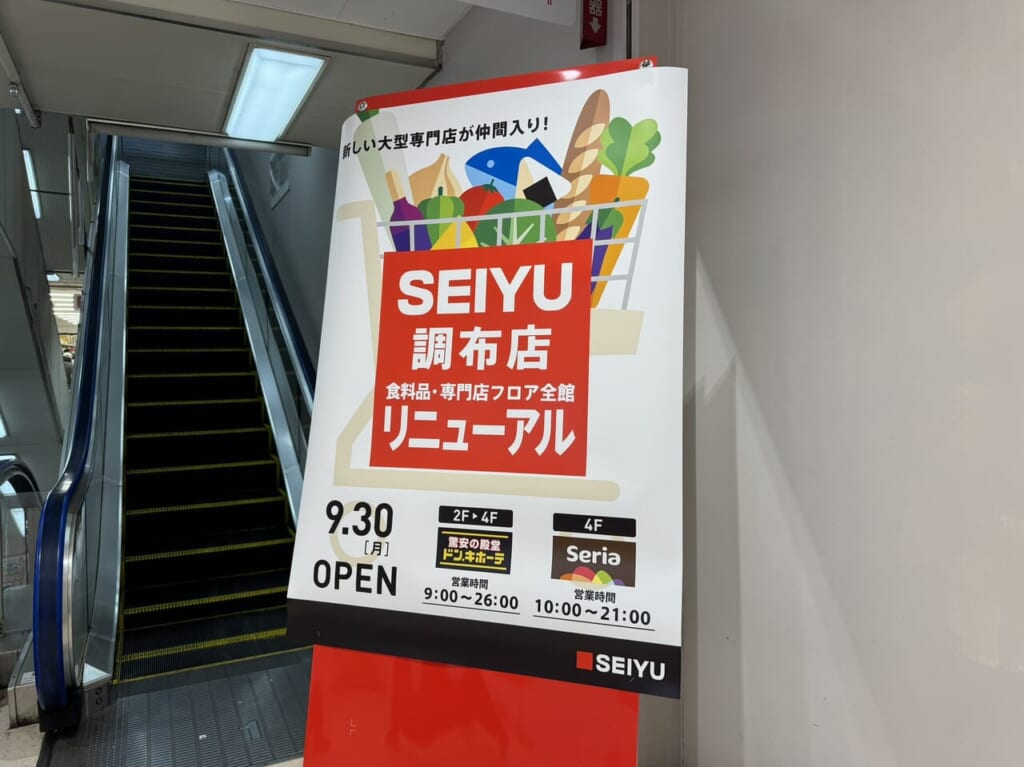 器
新しい大型専門店が仲間入り!
SEIYU
調布店
食料品・専門店フロア全館
リニューアル
9.30
[月]
OPEN
2F▶4F
驚安の殿堂
ドン.キホーテ
営業時間
9:00~26:00
4F
Seria
営業時間
10:00~21:00
SEIYU